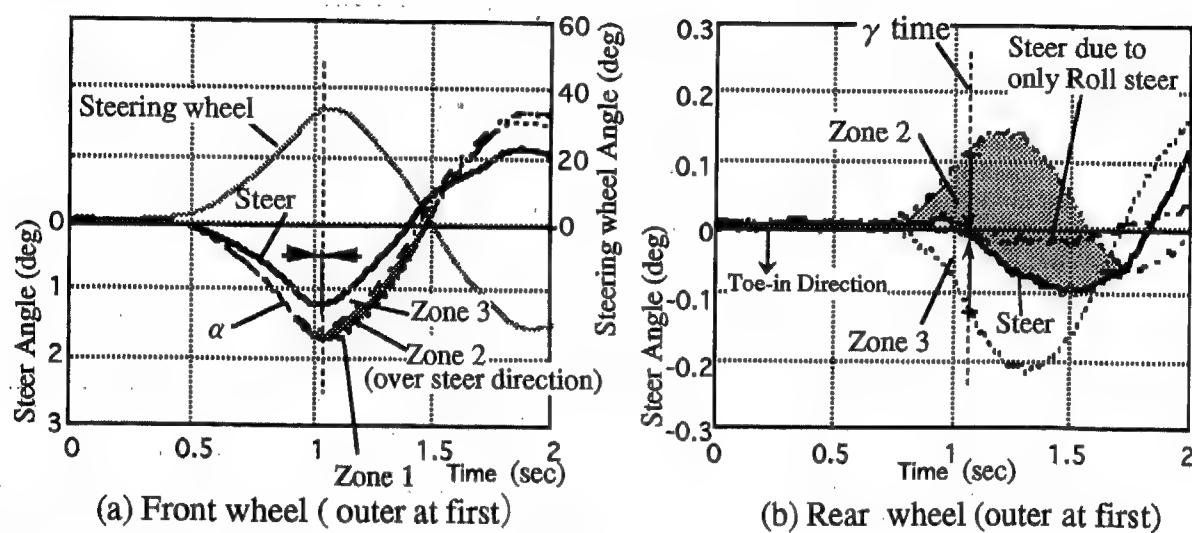 60
40
20
0
Steering wheel Angle (deg)
Steering wheel
Steer
α
Zone 3
Zone 2
(over steer direction)
Zone 1
0
1
2
3
Steer Angle (deg)
0
0.5
1
1.5
2
Time (sec)
(a) Front wheel ( outer at first)
0.3
0.2
0.1
0
-0.1
-0.2
-0.3
Steer Angle (deg)
γ time
Steer due to
only Roll steer
Zone 2
Toe-in Direction
Zone 3
Steer
0
0.5
1
1.5
2
Time (sec)
(b) Rear wheel (outer at first)